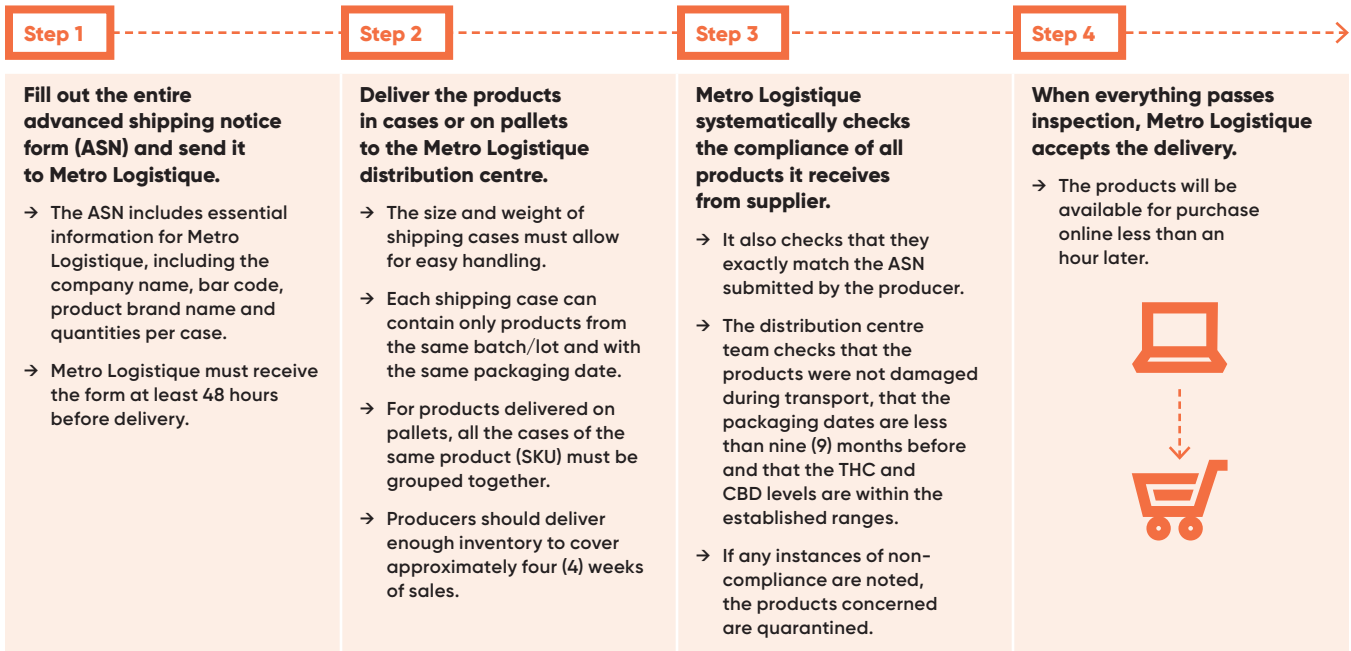 Step 1
Fill out the entire
advanced shipping notice
form (ASN) and send it
to Metro Logistique.
→ The ASN includes essential
information for Metro
Logistique, including the
company name, bar code,
product brand name and
quantities per case.
→ Metro Logistique must receive
the form at least 48 hours
before delivery.
Step 2
Deliver the products
in cases or on pallets
to the Metro Logistique
distribution centre.
→ The size and weight of
shipping cases must allow
for easy handling.
→ Each shipping case can
contain only products from
the same batch/lot and with
the same packaging date.
→ For products delivered on
pallets, all the cases of the
same product (SKU) must be
grouped together.
→ Producers should deliver
enough inventory to cover
approximately four (4) weeks
of sales.
Step 3
Metro Logistique
systematically checks
the compliance of all
products it receives
from supplier.
→ It also checks that they
exactly match the ASN
submitted by the producer.
→ The distribution centre
team checks that the
products were not damaged
during transport, that the
packaging dates are less
than nine (9) months before
and that the THC and
CBD levels are within the
established ranges.
→ If any instances of non-
compliance are noted,
the products concerned
are quarantined.
Step 4
When everything passes
inspection, Metro Logistique
accepts the delivery.
→ The products will be
available for purchase
online less than an
hour later.